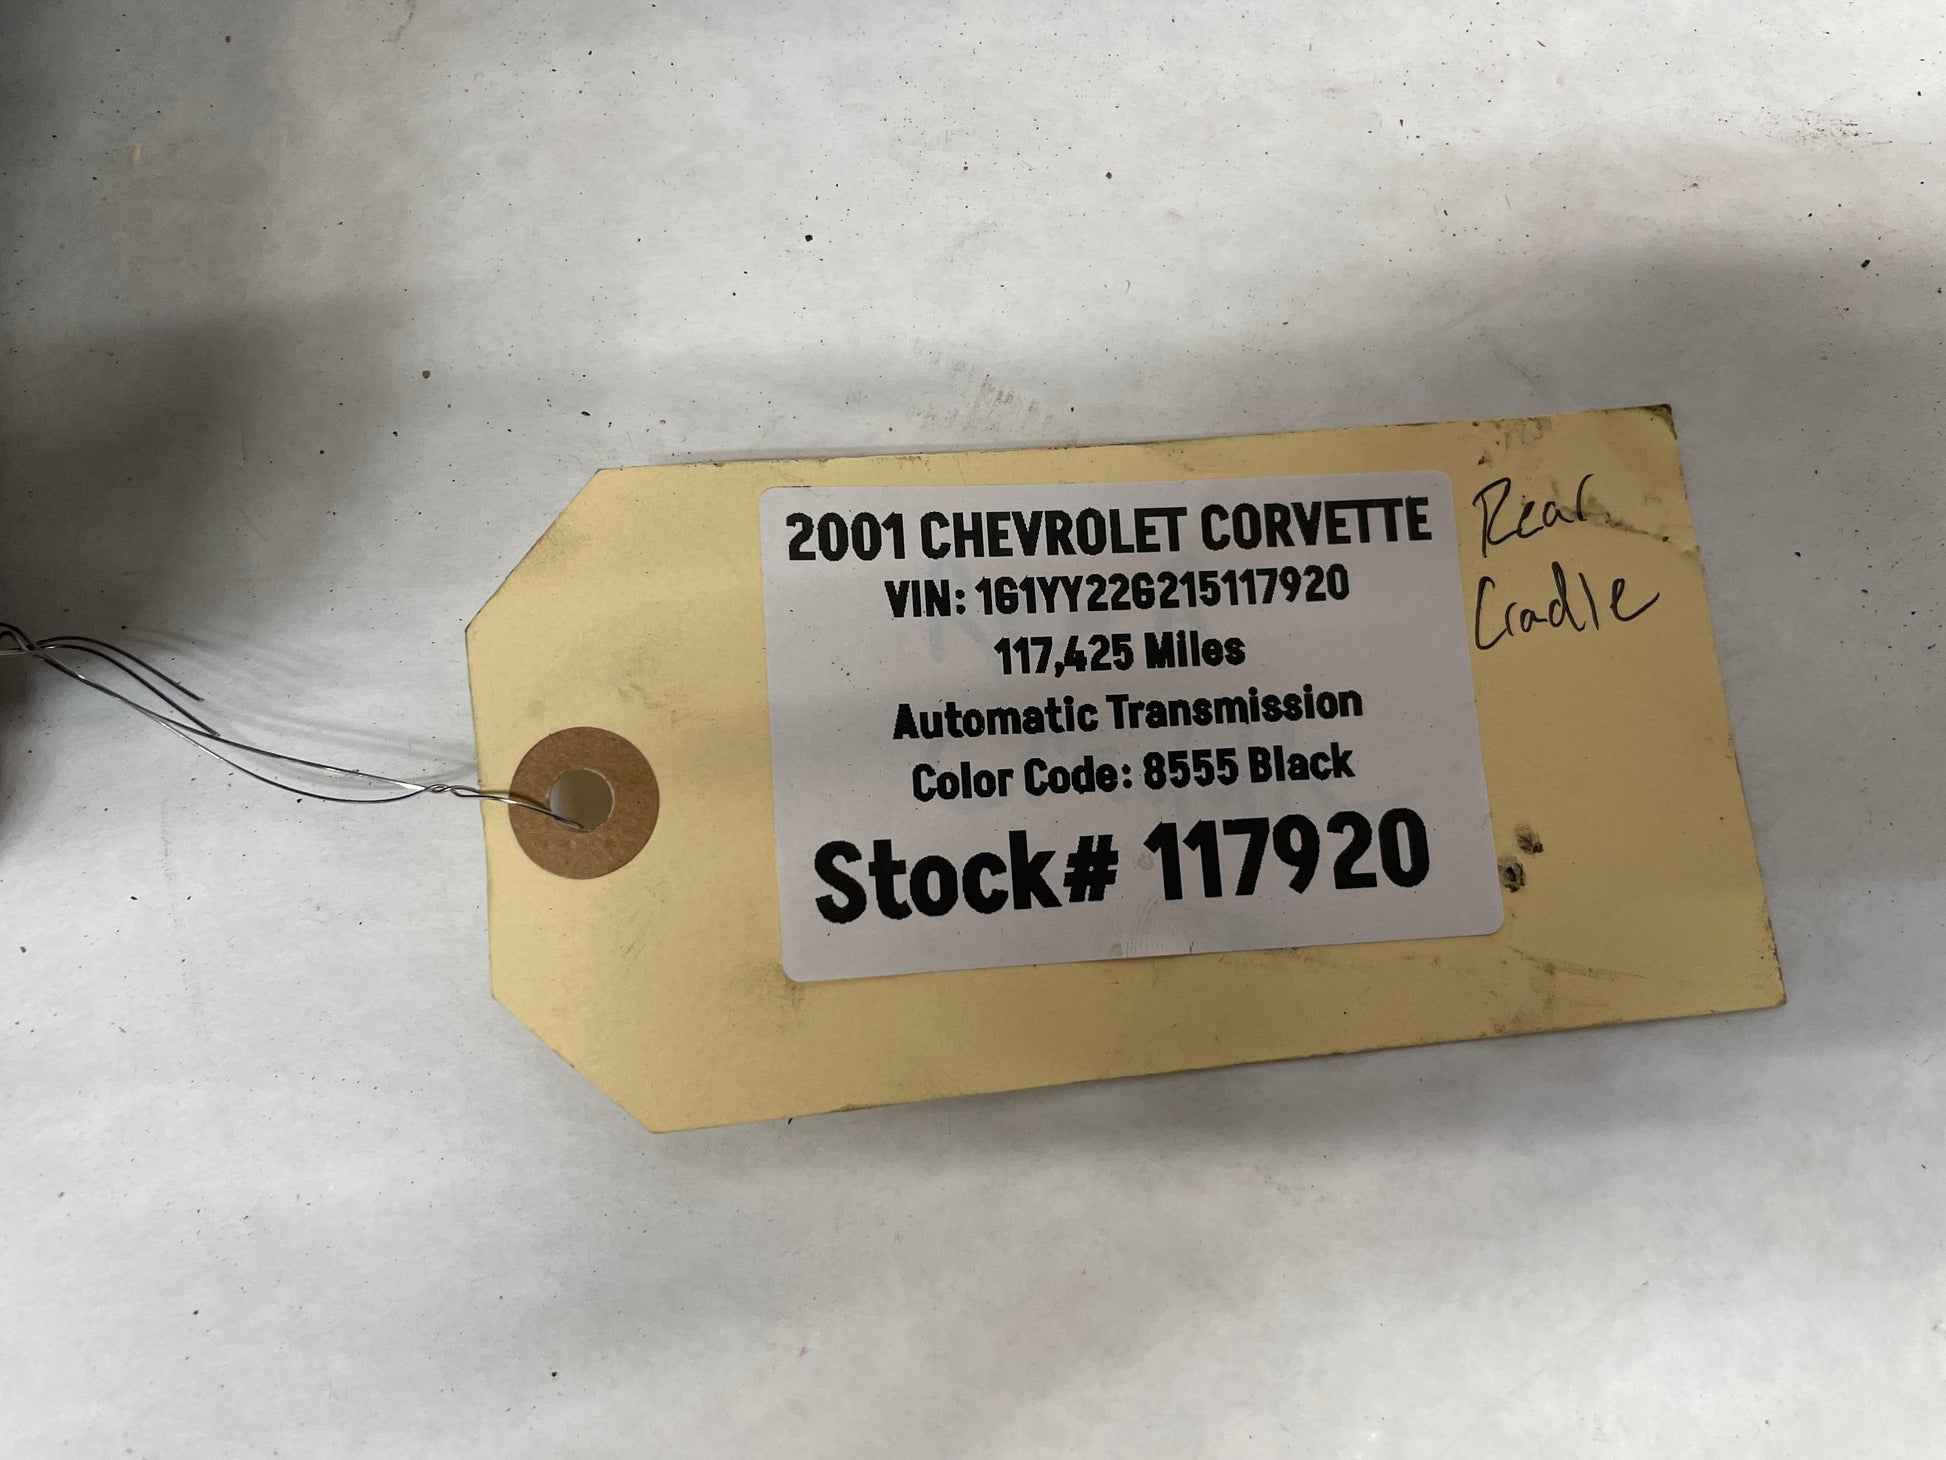 2001 CHEVROLET CORVETTE
VIN: 1G1YY22G215117920
117,425 Miles
Automatic Transmission
Color Code: 8555 Black
Stock# 117920
Rear
Cradle